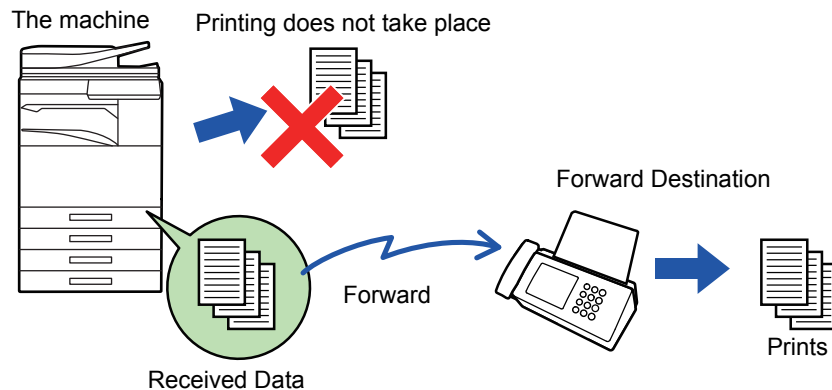 The machine
Printing does not take place
Forward Destination
Forward
Prints
Received Data